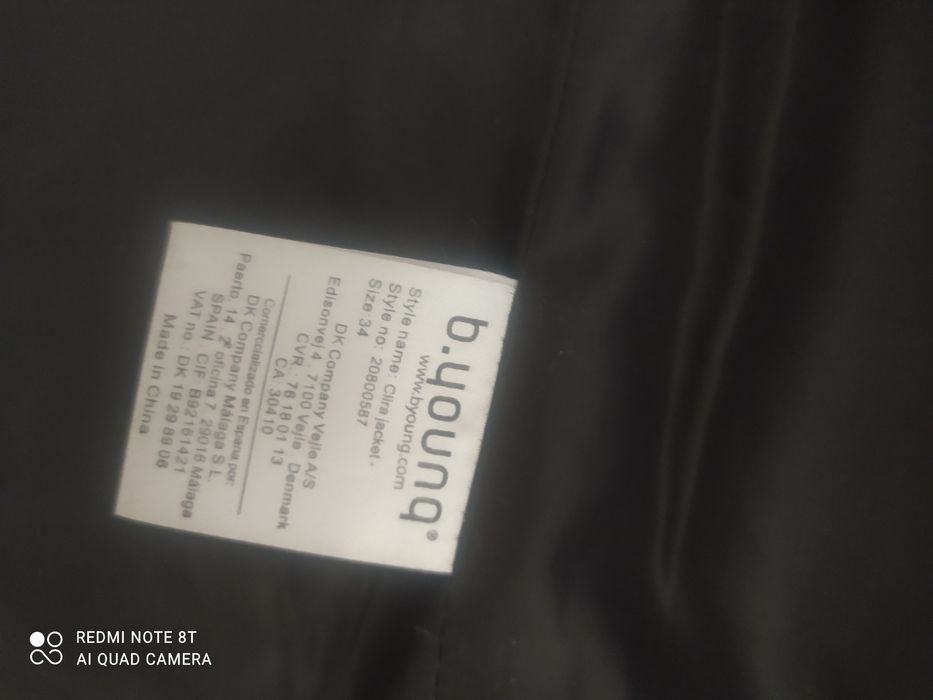 b.young®
www.byoung.com
Style name: Clira jacket -
Style no: 20800587
Size: 34
DK Company Vejle A/S
Edisonvej 4. 7100 Vejle Denmark
CVR.: 76 18 01 13
CA: 30410
Comercializado en Espana por:
DK Company Málaga S.L.
Paerto. 14. 2ª oficina 7 29016 Málaga
SPAIN CIF B92161421
VAT no.: DK 19 29 89 06
Made in China
REDMI NOTE 8T
AI QUAD CAMERA